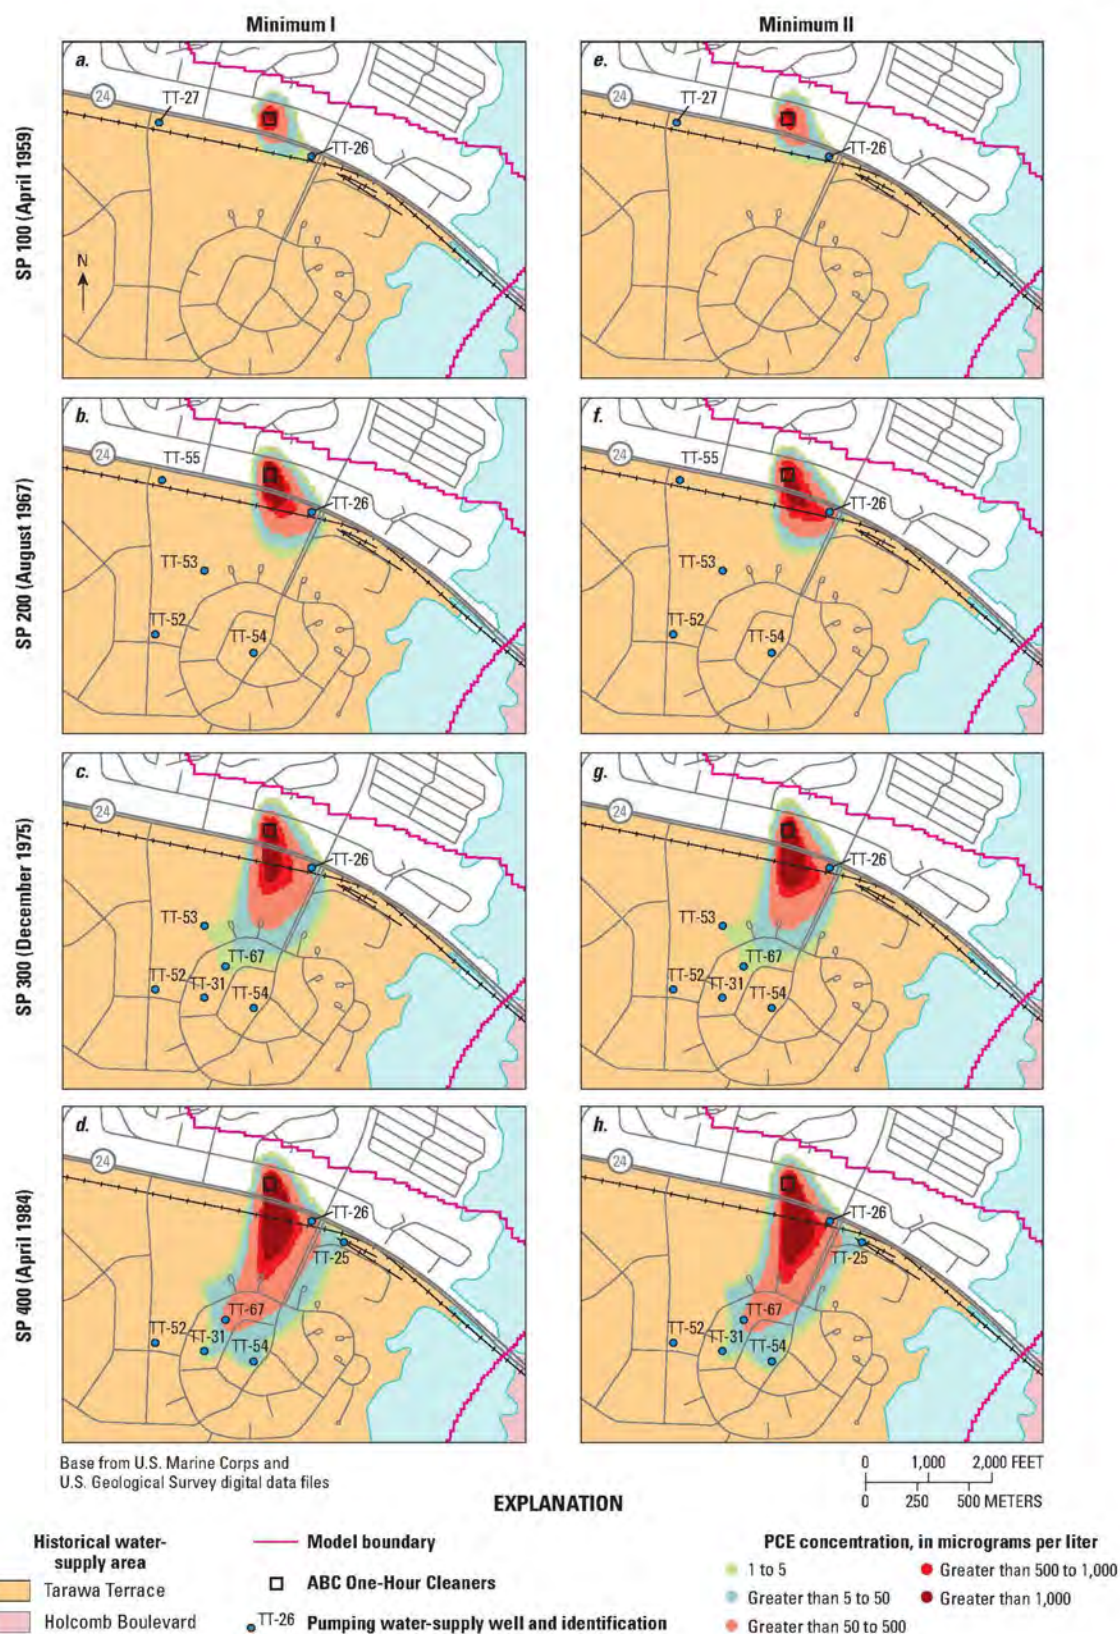 Minimum I
Minimum II
SP 100 (April 1959)
a.
24
TT-27
TT-26
N
e.
24
TT-27
TT-26
SP 200 (August 1967)
b.
24
TT-55
TT-26
TT-53
TT-52
TT-54
f.
24
TT-55
TT-26
TT-53
TT-52
TT-54
SP 300 (December 1975)
c.
24
TT-26
TT-53
TT-67
TT-52
TT-31
TT-54
g.
24
TT-26
TT-53
TT-67
TT-52
TT-31
TT-54
SP 400 (April 1984)
d.
24
TT-26
TT-25
TT-67
TT-52
TT-31
TT-54
h.
24
TT-26
TT-25
TT-67
TT-52
TT-31
TT-54
Base from U.S. Marine Corps and
U.S. Geological Survey digital data files
0 1,000 2,000 FEET
0 250 500 METERS
EXPLANATION
Historical water-
supply area
Tarawa Terrace
Holcomb Boulevard
Model boundary
ABC One-Hour Cleaners
TT-26 Pumping water-supply well and identification
PCE concentration, in micrograms per liter
1 to 5
Greater than 5 to 50
Greater than 50 to 500
Greater than 500 to 1,000
Greater than 1,000